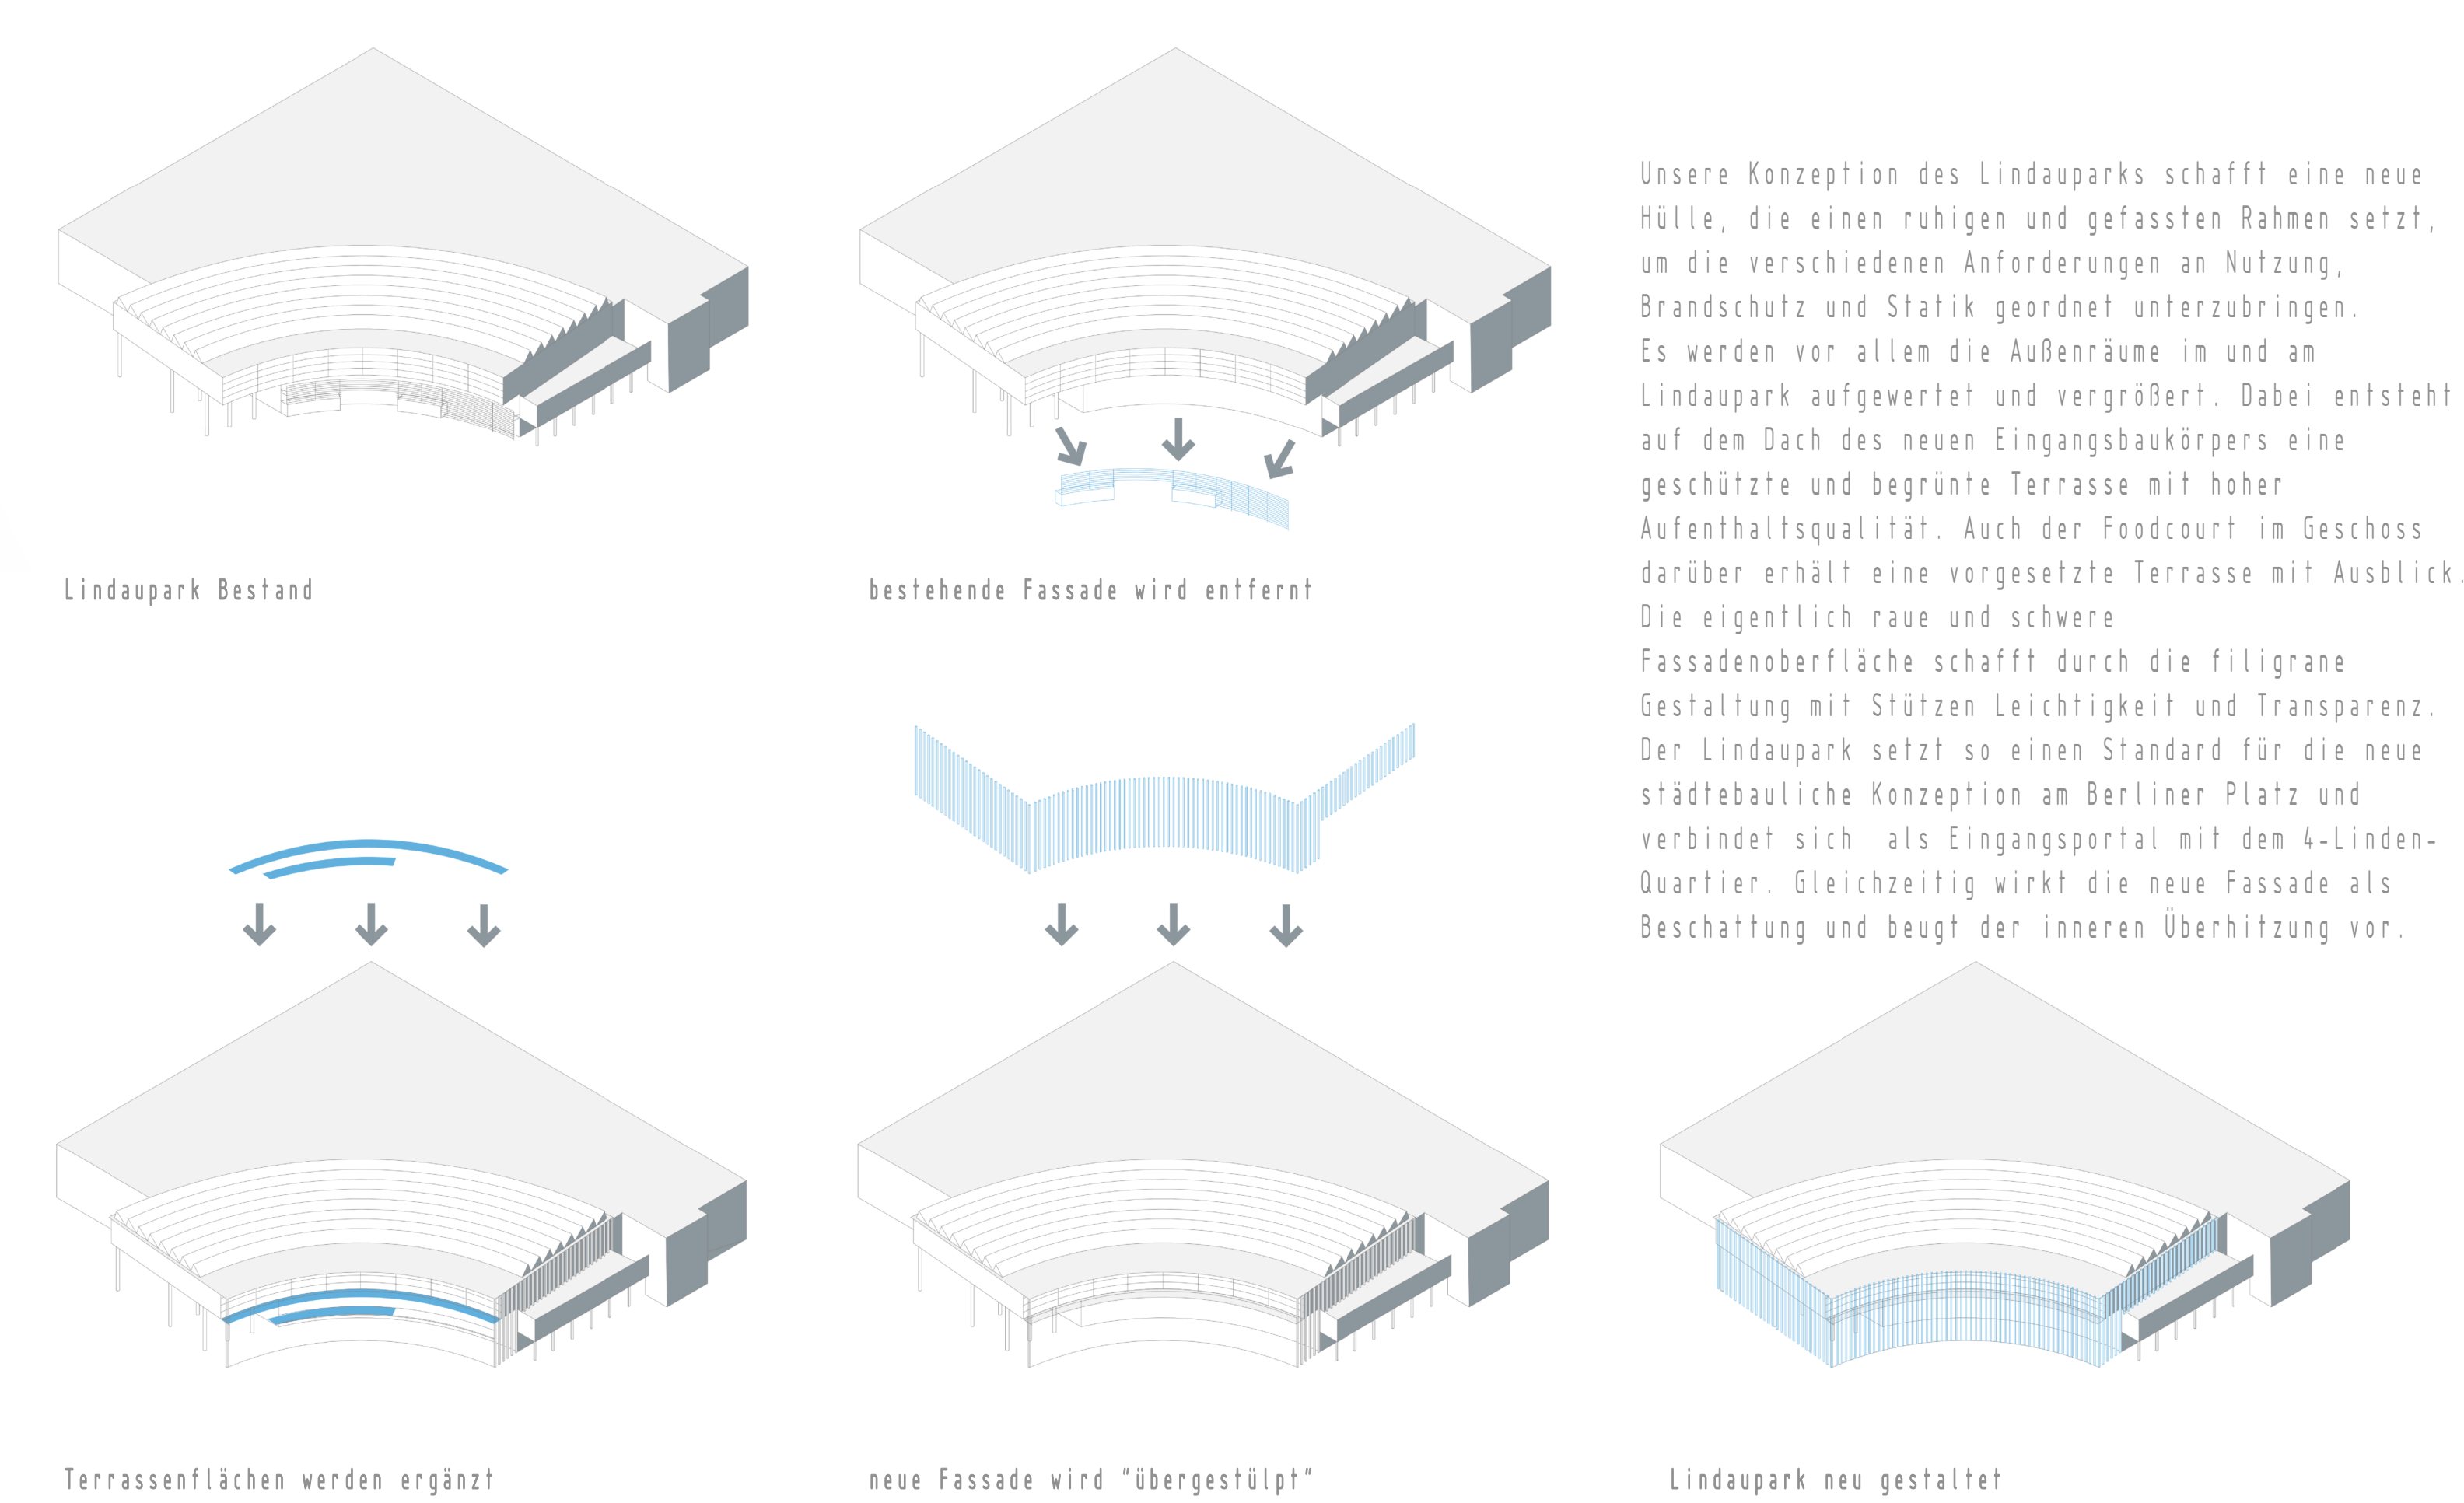 Unsere Konzeption des Lindauparks schafft eine neue
Hülle, die einen ruhigen und gefassten Rahmen setzt,
um die verschiedenen Anforderungen an Nutzung,
Brandschutz und Statik geordnet unterzubringen.
Es werden vor allem die Außenräume im und am
Lindaupark aufgewertet und vergrößert. Dabei entsteht
auf dem Dach des neuen Eingangsbaukörpers eine
geschützte und begrünte Terrasse mit hoher
Aufenthaltsqualität. Auch der Foodcourt im Geschoss
darüber erhält eine vorgesetzte Terrasse mit Ausblick.
Die eigentlich raue und schwere
Fassadenoberfläche schafft durch die filigrane
Gestaltung mit Stützen Leichtigkeit und Transparenz.
Der Lindaupark setzt so einen Standard für die neue
städtebauliche Konzeption am Berliner Platz und
verbindet sich als Eingangsportal mit dem 4-Linden-
Quartier. Gleichzeitig wirkt die neue Fassade als
Beschattung und beugt der inneren Überhitzung vor.
Lindaupark Bestand
bestehende Fassade wird entfernt
Terrassenflächen werden ergänzt
neue Fassade wird "übergestülpt"
Lindaupark neu gestaltet